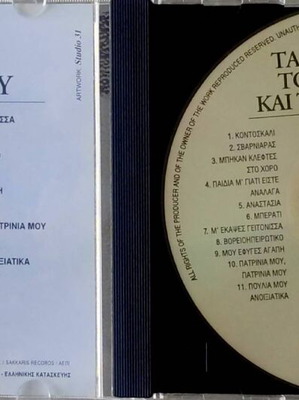 Υ
ARTWORK: Studio 31
ΣΣΑ
Η
ΠΑΤΡΙΝΙΑ ΜΟΥ
ΝΟΙΞΙΑΤΙΚΑ
/ SAKKARIS RECORDS / ΑΕΠΙ
- ΕΛΛΗΝΙΚΗΣ ΚΑΤΑΣΚΕΥΗΣ
ALL RIGHTS OF THE PRODUCER AND OF THE OWNER OF THE WORK REPRODUCED RESERVED. UNAUT
ΤΑ
ΤΟ
ΚΑΙ Τ
1. ΚΟΝΤΟΣΚΑΛΙ
2. ΣΒΑΡΝΙΑΡΑΣ
3. ΜΠΗΚΑΝ ΚΛΕΦΤΕΣ
ΣΤΟ ΧΟΡΟ
4. ΠΑΙΔΙΑ Μ' ΓΙΑΤΙ ΕΙΣΤΕ
ΑΝΑΛΑΓΑ
5. ΑΝΑΣΤΑΣΙΑ
6. ΜΠΕΡΑΤΙ
7. Μ' ΕΚΑΨΕΣ ΓΕΙΤΟΝΙΣΣΑ
8. ΒΟΡΕΙΟΗΠΕΙΡΩΤΙΚΟ
9. ΜΟΥ ΕΦΥΓΕΣ ΑΓΑΠΗ
10. ΠΑΤΡΙΝΙΑ ΜΟΥ,
ΠΑΤΡΙΝΙΑ ΜΟΥ
11. ΠΟΥΛΙΑ ΜΟΥ
ΑΝΟΙΞΙΑΤΙΚΑ